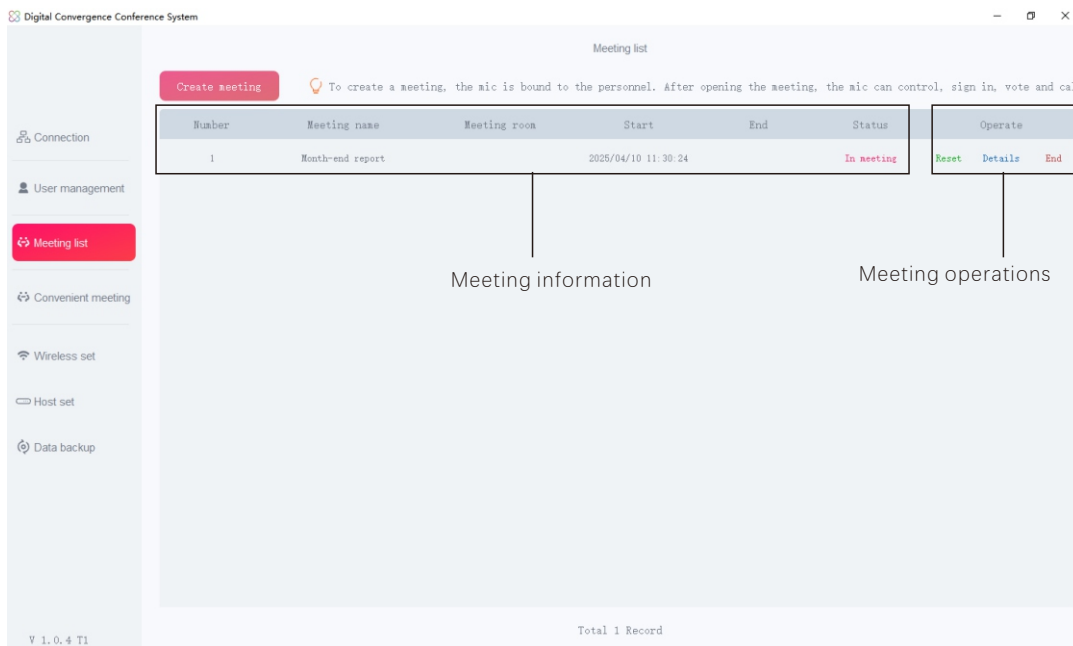 Digital Convergence Conference System
Meeting list
Create meeting
To create a meeting, the mic is bound to the personnel. After opening the meeting, the mic can control, sign in, vote and cal
Number Meeting name Meeting room Start End Status Operate
1 Month-end report 2025/04/10 11:30:24 In meeting Reset Details End
Connection
User management
Meeting list
Convenient meeting
Wireless set
Host set
Data backup
Meeting information
Meeting operations
Total 1 Record
V 1.0.4 T1